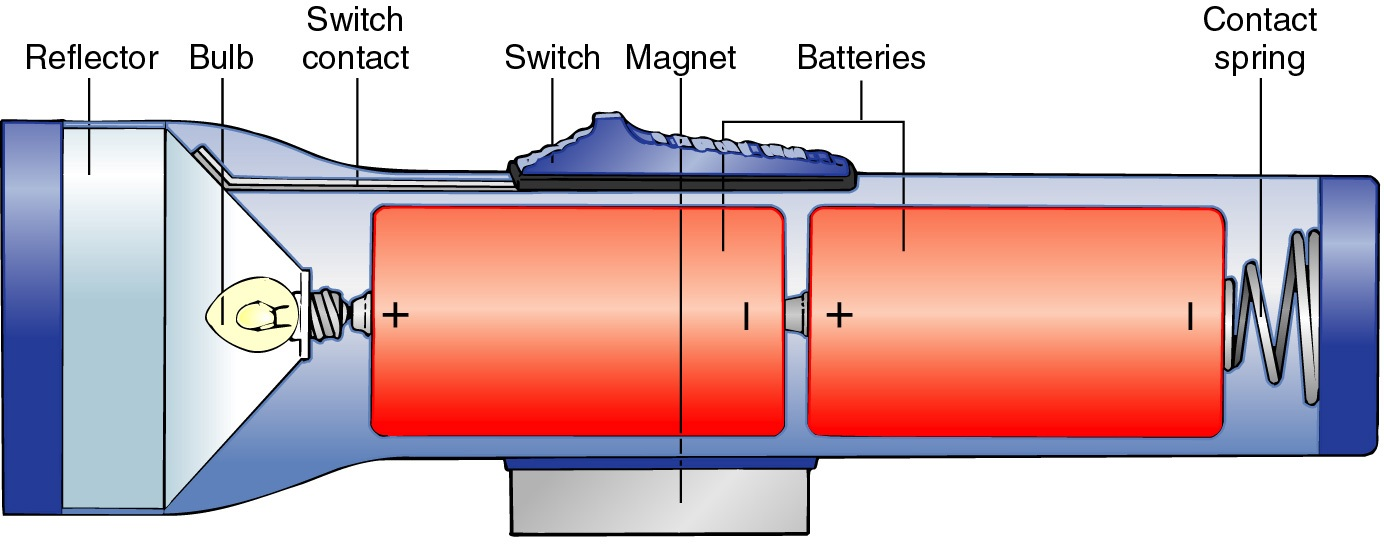 Switch
contact
Contact
spring
Reflector
Bulb
Switch
Magnet
Batteries
+
–
+
–